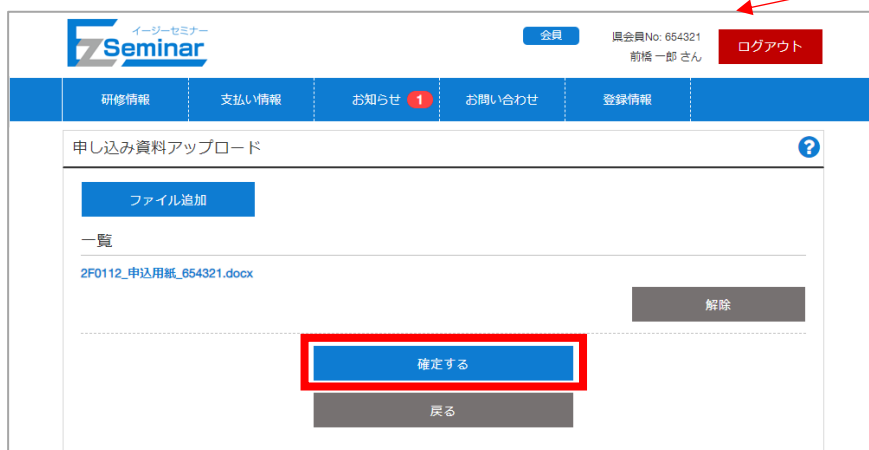 イージーセミナー
EzSeminar
会員
県会員No: 654321
前橋 一郎 さん
ログアウト
研修情報
支払い情報
お知らせ 1
お問い合わせ
登録情報
申し込み資料アップロード
?
ファイル追加
一覧
2F0112_申込用紙_654321.docx
解除
確定する
戻る